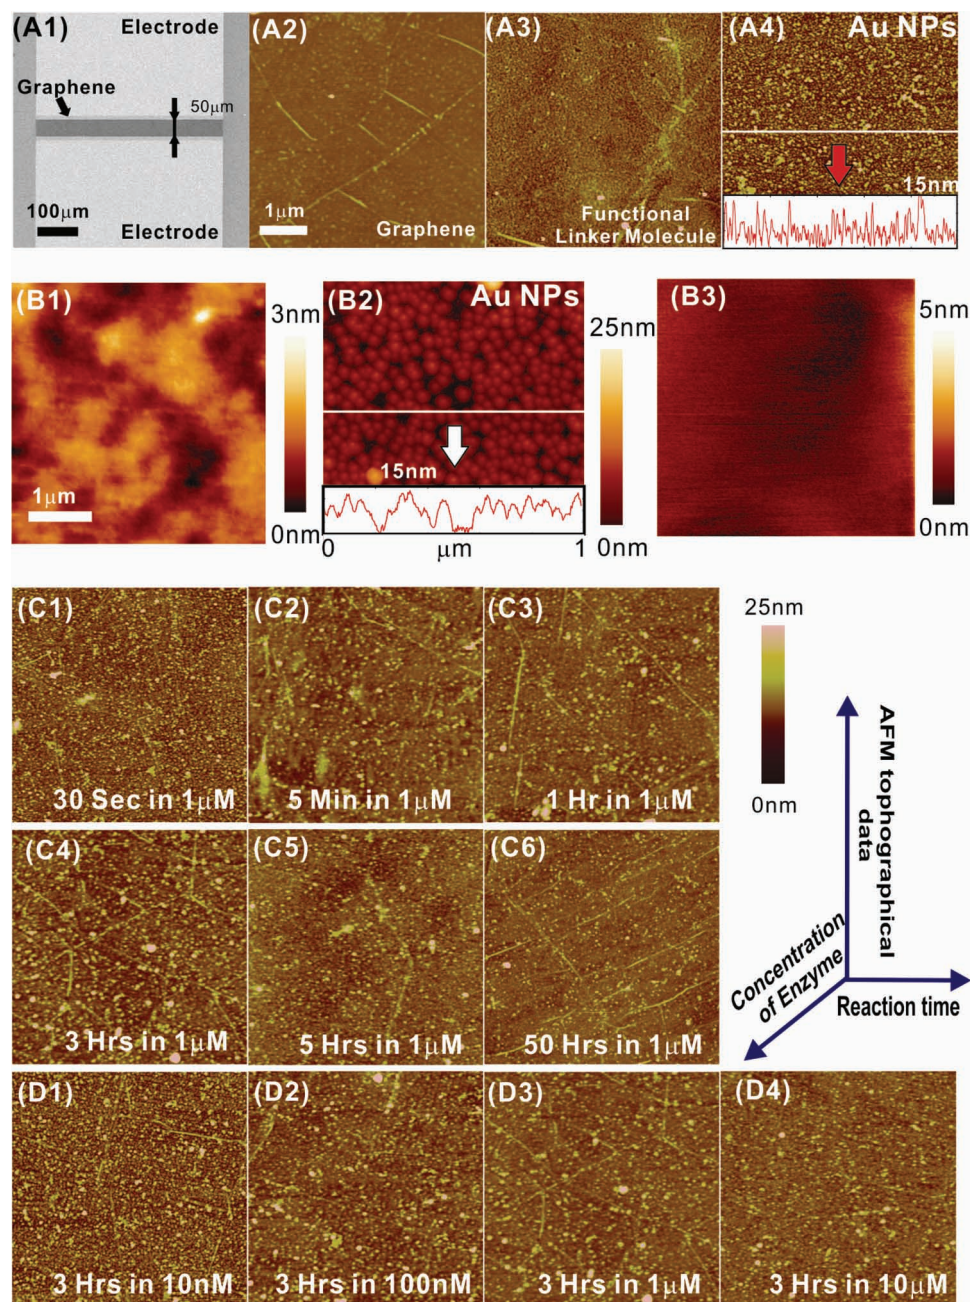 (A1)
Electrode
Graphene
50μm
100μm
Electrode
(A2)
1μm
Graphene
(A3)
Functional
Linker Molecule
(A4)
Au NPs
15nm
(B1)
1μm
3nm
0nm
(B2)
Au NPs
15nm
0
μm
1
25nm
0nm
(B3)
5nm
0nm
(C1)
30 Sec in 1μM
(C2)
5 Min in 1μM
(C3)
1 Hr in 1μM
25nm
0nm
(C4)
3 Hrs in 1μM
(C5)
5 Hrs in 1μM
(C6)
50 Hrs in 1μM
AFM tophographical
data
Concentration
of Enzyme
Reaction time
(D1)
3 Hrs in 10nM
(D2)
3 Hrs in 100nM
(D3)
3 Hrs in 1μM
(D4)
3 Hrs in 10μM